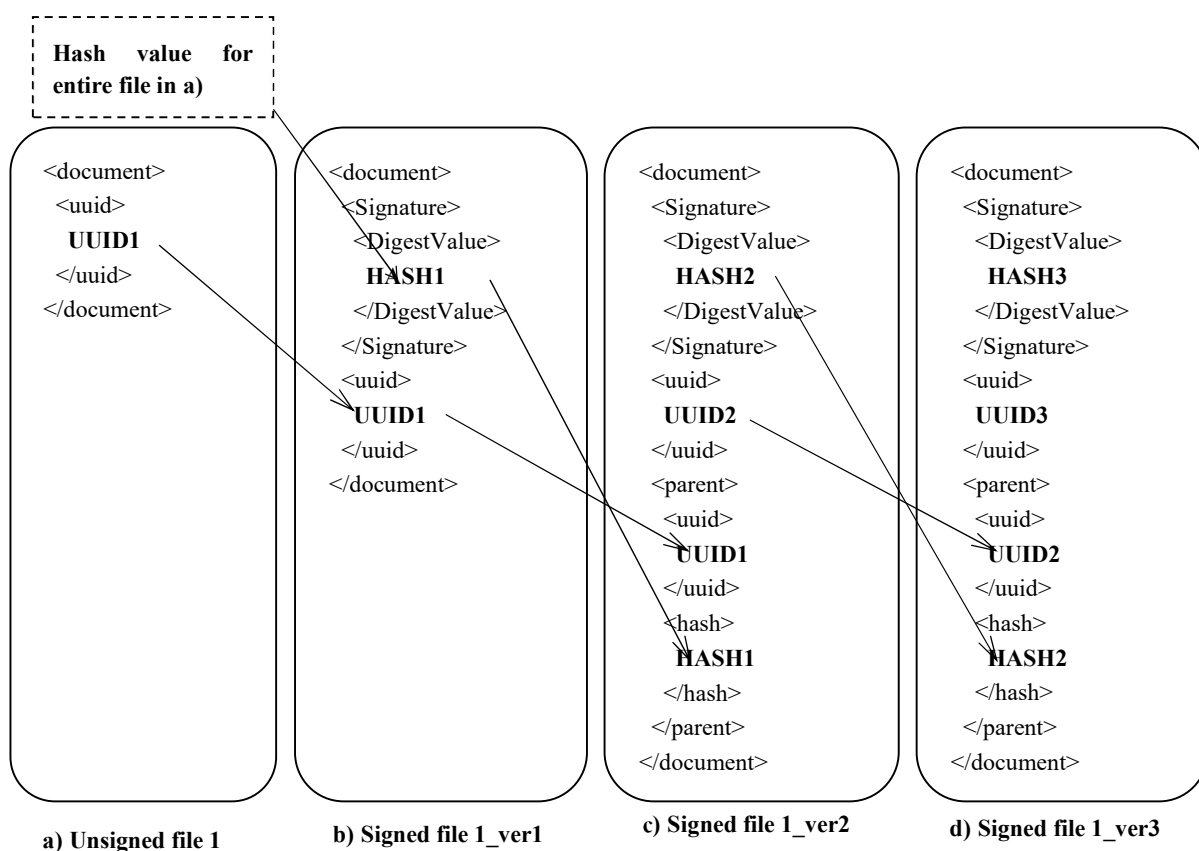 Hash value for
entire file in a)
<document>
<uuid>
UUID1
</uuid>
</document>
a) Unsigned file 1
<document>
<Signature>
<DigestValue>
HASH1
</DigestValue>
</Signature>
<uuid>
UUID1
</uuid>
</document>
b) Signed file 1_ver1
<document>
<Signature>
<DigestValue>
HASH2
</DigestValue>
</Signature>
<uuid>
UUID2
</uuid>
<parent>
<uuid>
UUID1
</uuid>
<hash>
HASH1
</hash>
</parent>
</document>
c) Signed file 1_ver2
<document>
<Signature>
<DigestValue>
HASH3
</DigestValue>
</Signature>
<uuid>
UUID3
</uuid>
<parent>
<uuid>
UUID2
</uuid>
<hash>
HASH2
</hash>
</parent>
</document>
d) Signed file 1_ver3